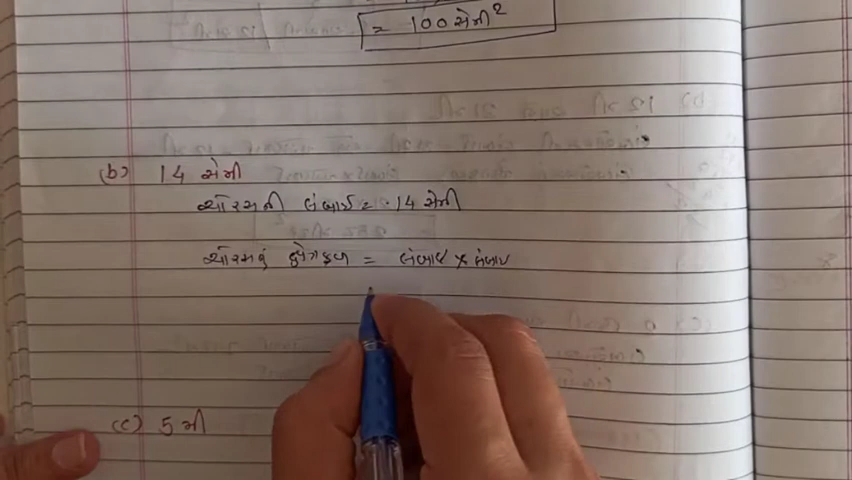 = 100 સેમી²
(b) 14 સેમી
ચોરસની લંબાઈ = 14 સેમી
ચોરસનું ક્ષેત્રફળ = લંબાઈ × લંબાઈ
(c) 5 મી